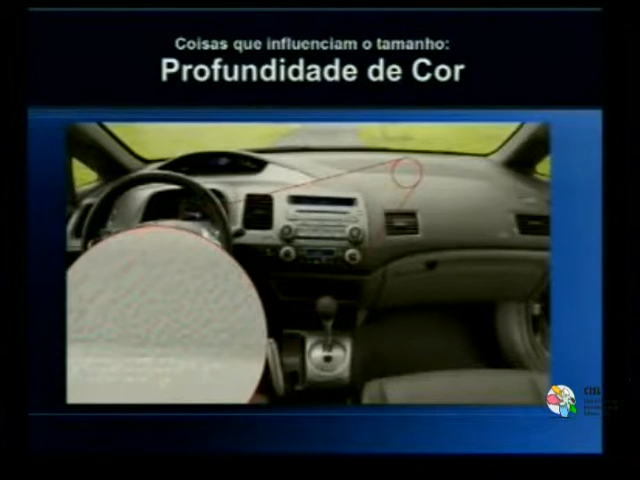 Coisas que influenciam o tamanho:
Profundidade de Cor